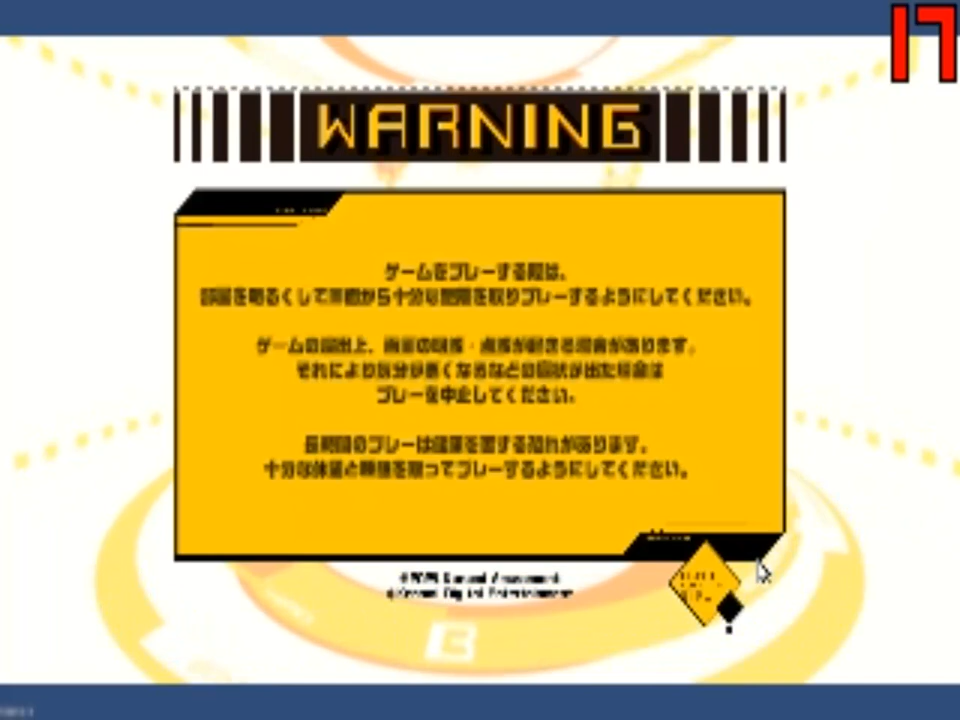 17
WARNING
ゲームをプレーする際は、
部屋を明るくして画面から十分な距離を取りプレーするようにしてください。
ゲームの演出上、画面の明滅・点滅が起きる場合があります。
それにより気分が悪くなるなどの症状が出た場合は
プレーを中止してください。
長時間のプレーは健康を害する恐れがあります。
十分な休憩と睡眠を取ってプレーするようにしてください。
Konami Amusement
Konami Digital Entertainment